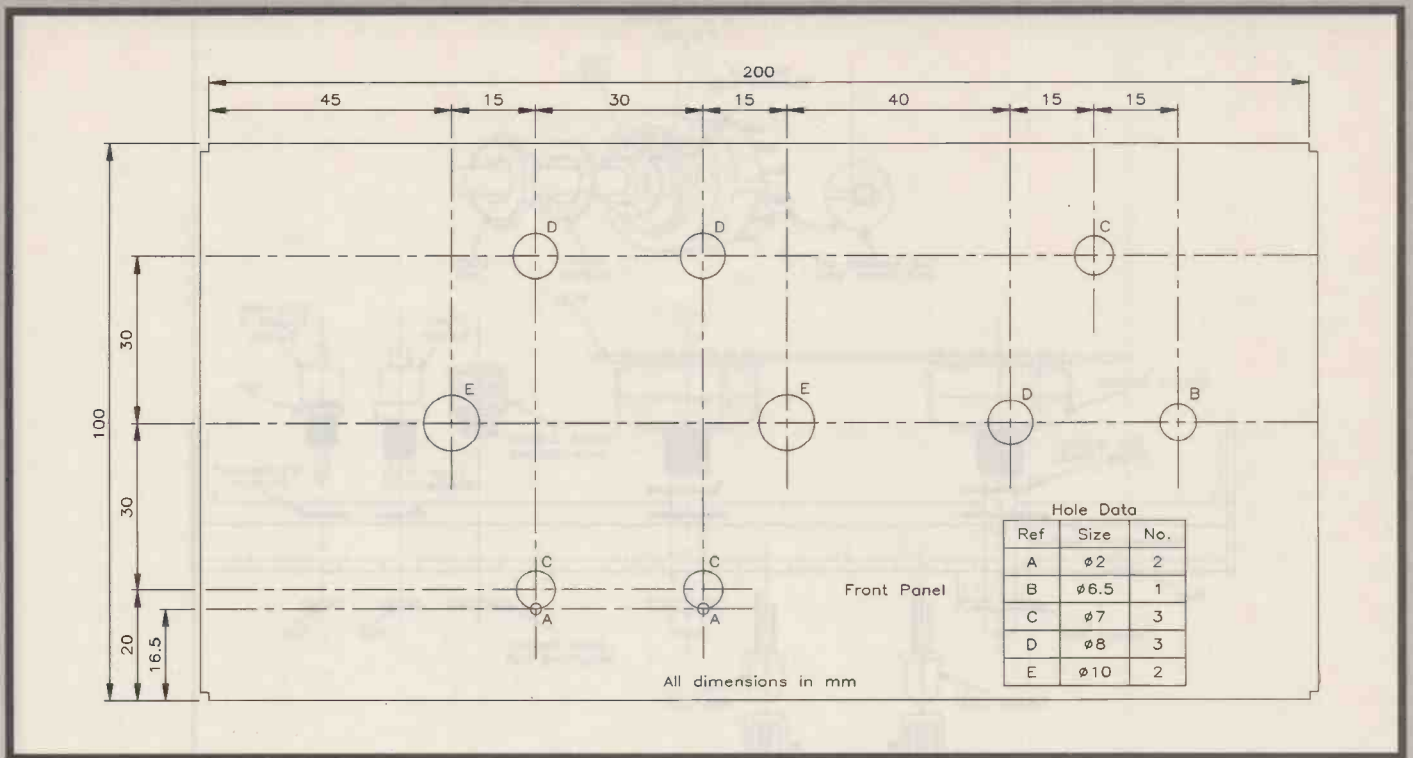 200
45 15 30 15 40 15 15
D D C
30
100
E E D B
30
Hole Data
Ref Size No.
A ø2 2
B ø6.5 1
C ø7 3
D ø8 3
E ø10 2
C C
Front Panel
A A
20
16.5
All dimensions in mm